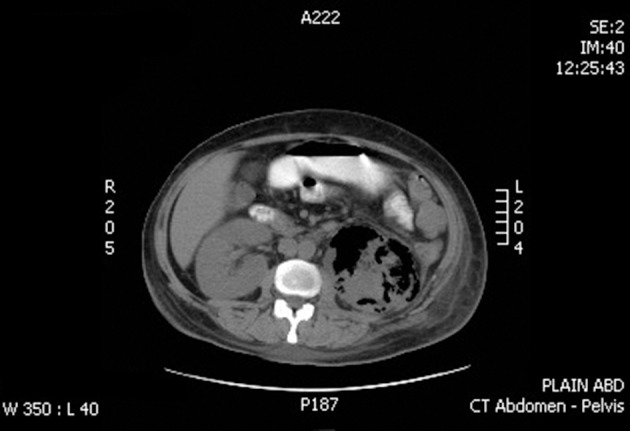 A222
SE:2
IM:40
12:25:43
R
2
0
5
L
2
0
4
PLAIN ABD
W 350 : L 40
P187
CT Abdomen - Pelvis